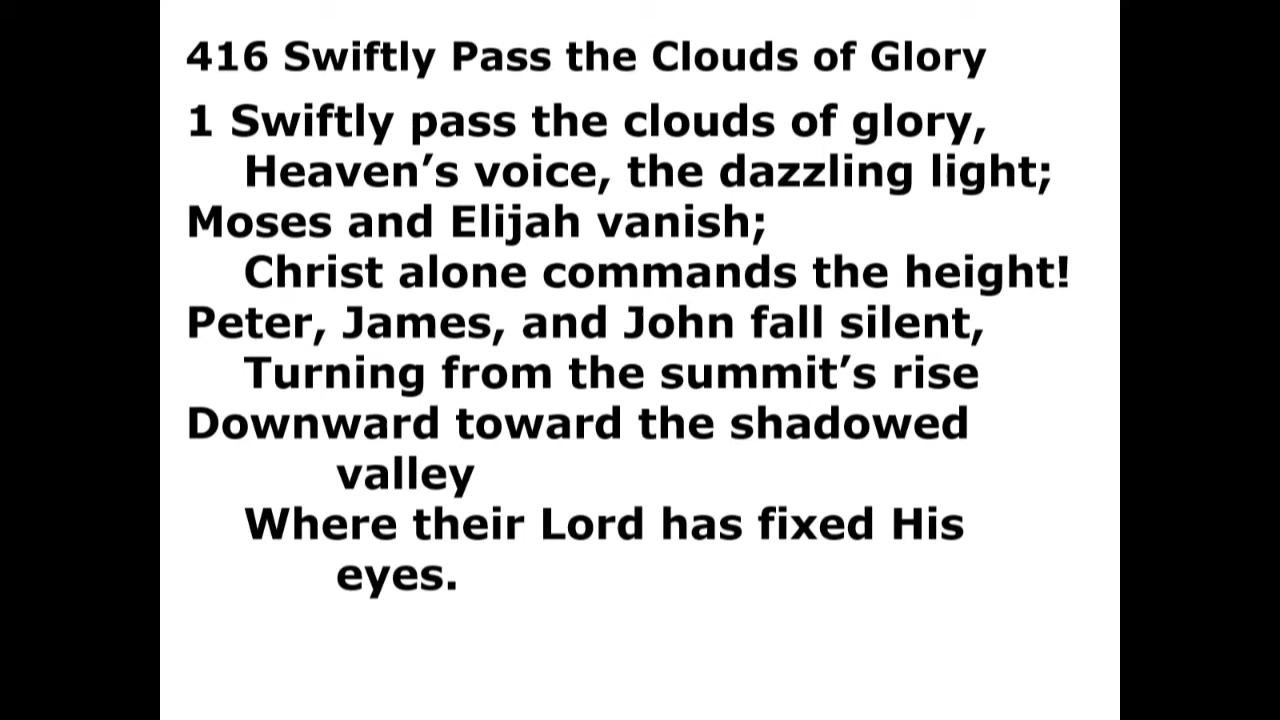 416 Swiftly Pass the Clouds of Glory
1 Swiftly pass the clouds of glory,
Heaven’s voice, the dazzling light;
Moses and Elijah vanish;
Christ alone commands the height!
Peter, James, and John fall silent,
Turning from the summit’s rise
Downward toward the shadowed
valley
Where their Lord has fixed His
eyes.